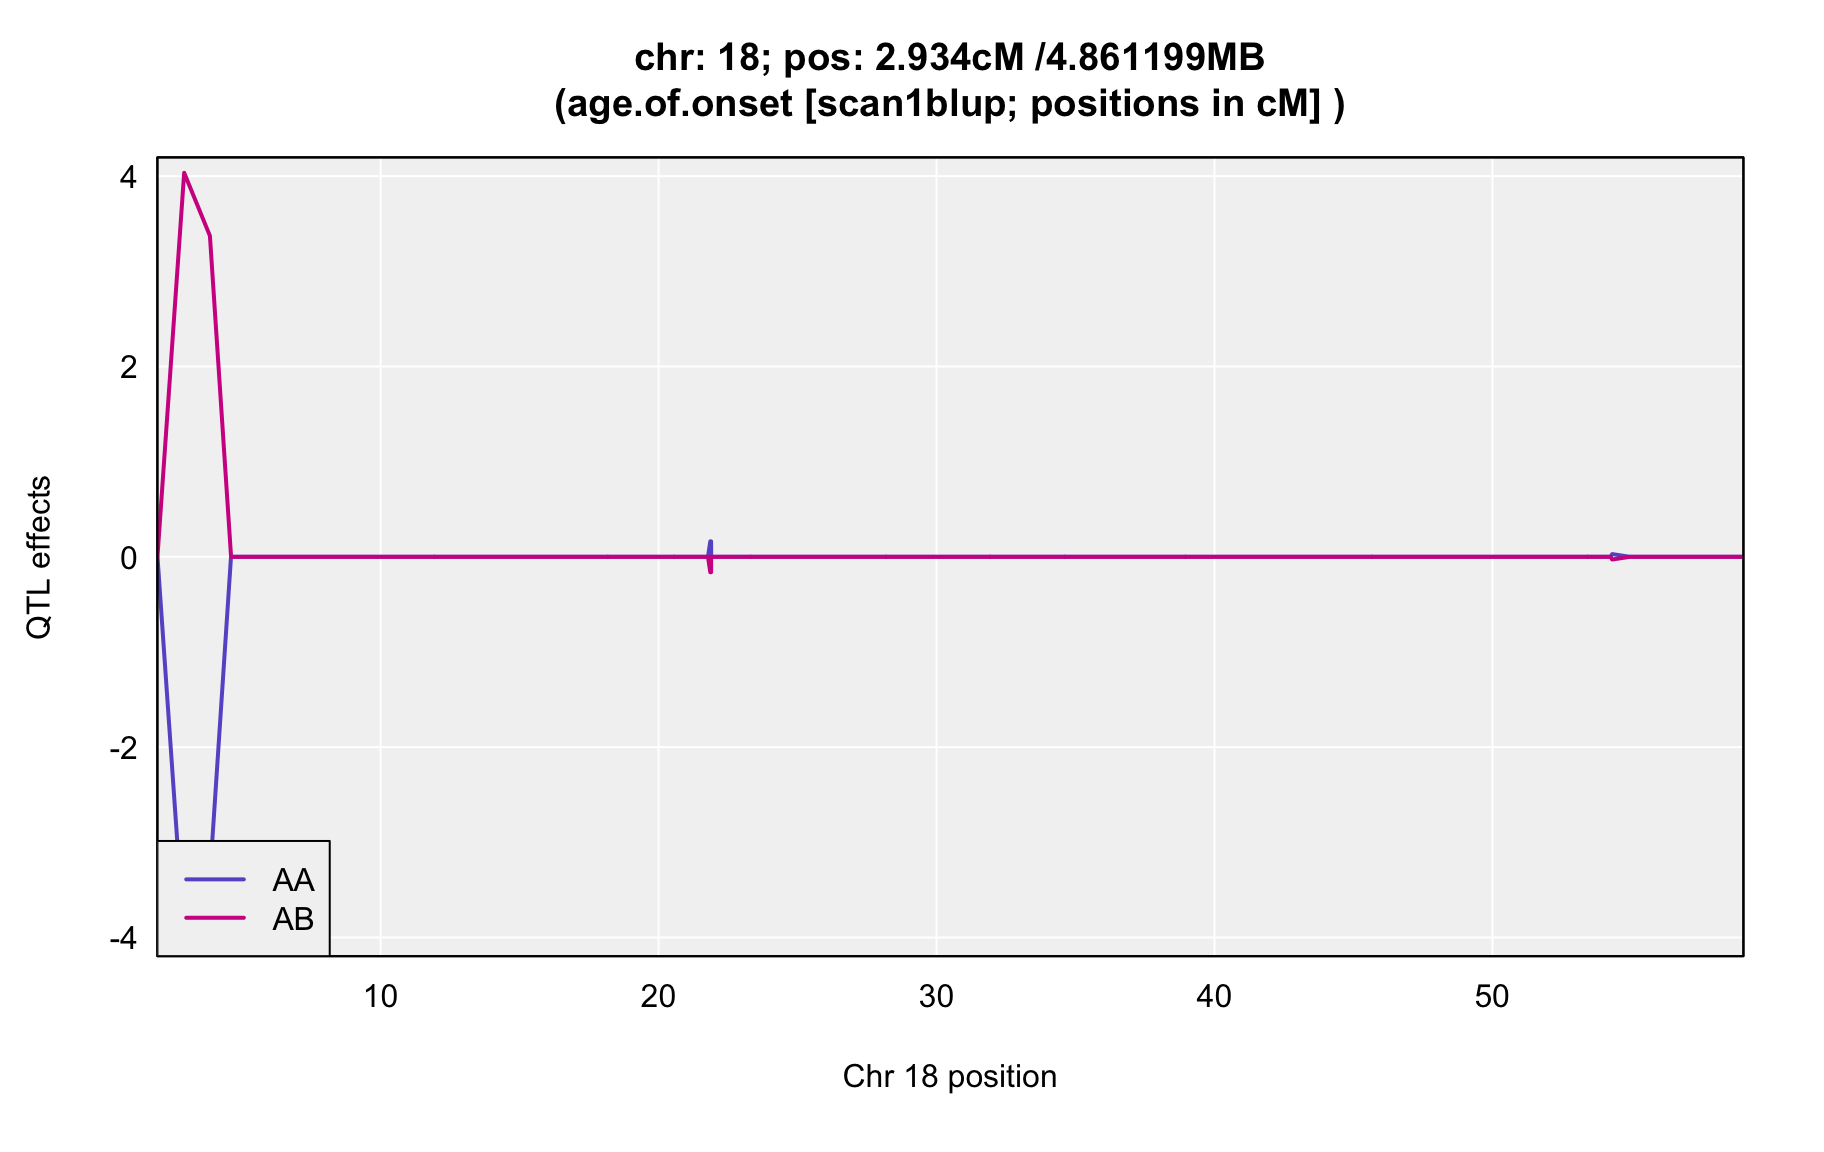 chr: 18; pos: 2.934cM /4.861199MB
(age.of.onset [scan1blup; positions in cM] )
4
2
0
-2
-4
QTL effects
AA
AB
10 20 30 40 50
Chr 18 position